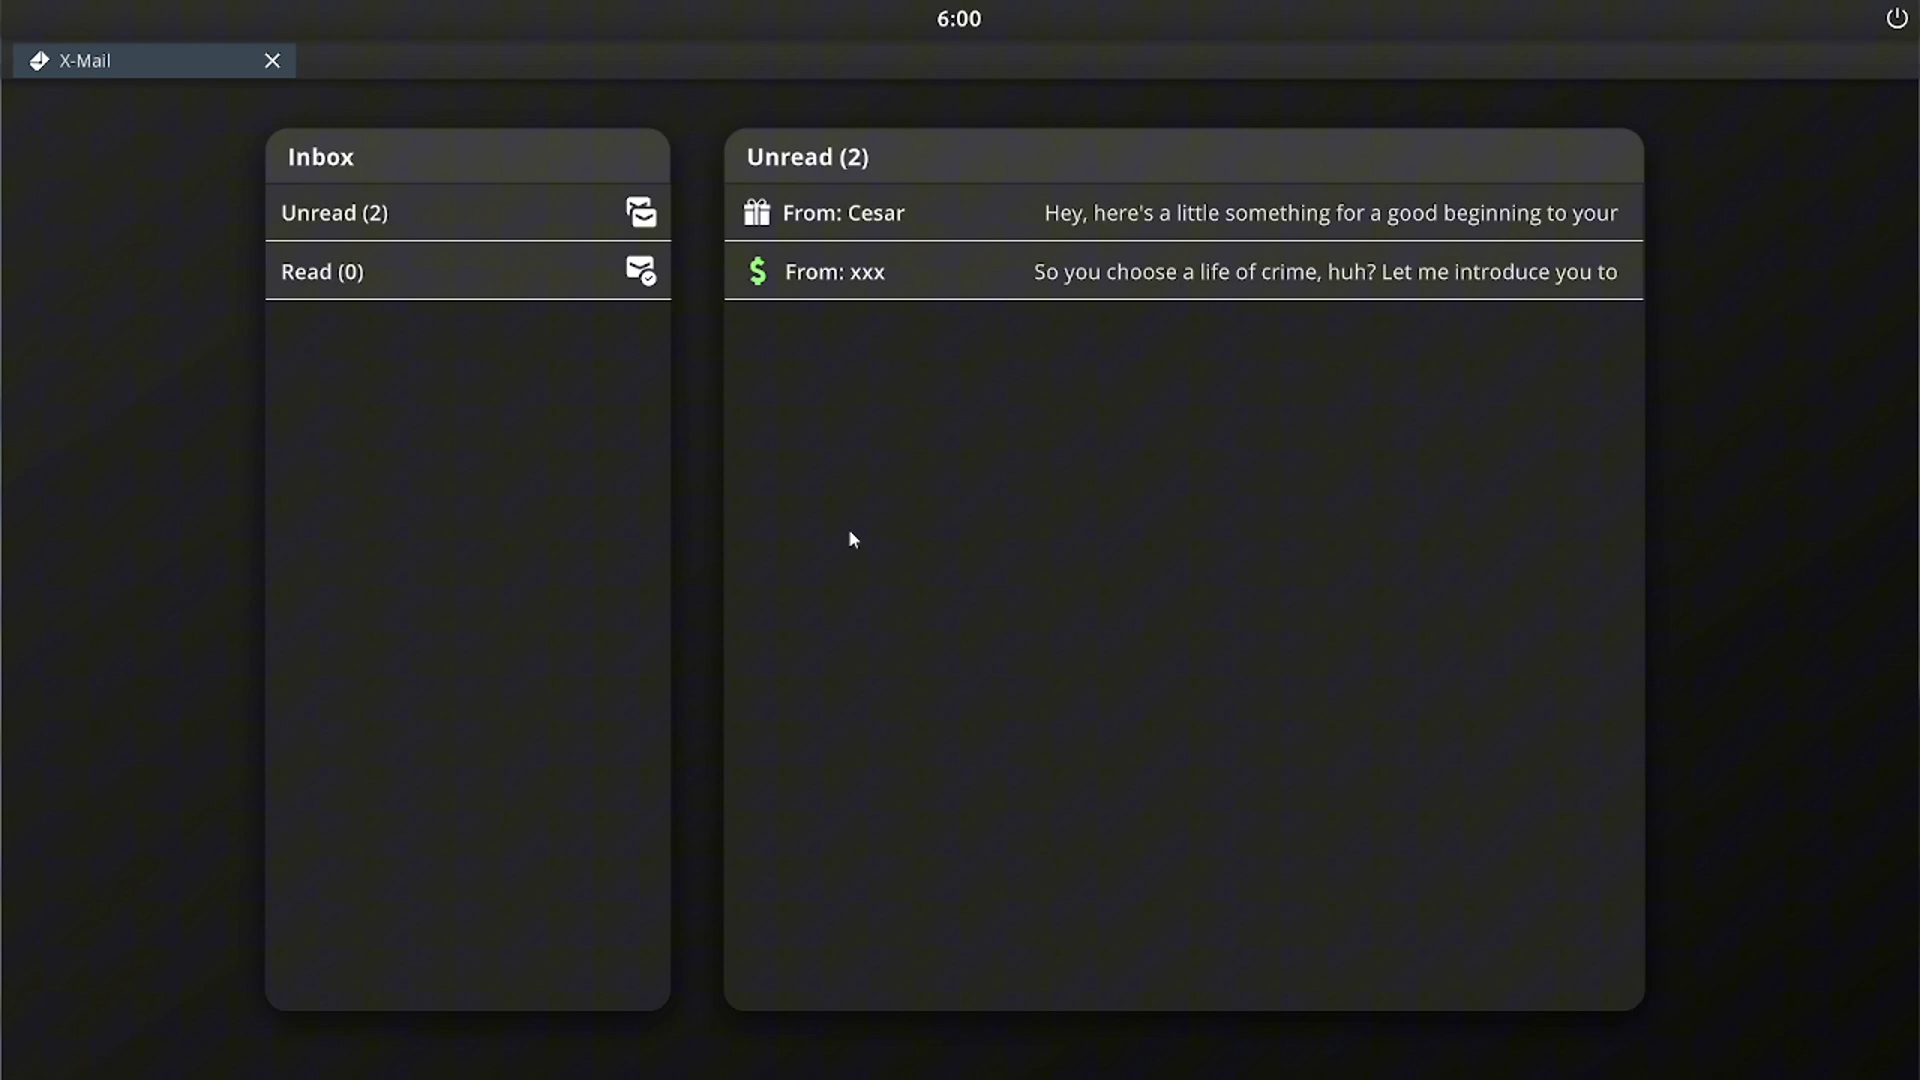 6:00
X-Mail
Inbox
Unread (2)
Read (0)
Unread (2)
From: Cesar Hey, here's a little something for a good beginning to your
$ From: xxx So you choose a life of crime, huh? Let me introduce you to